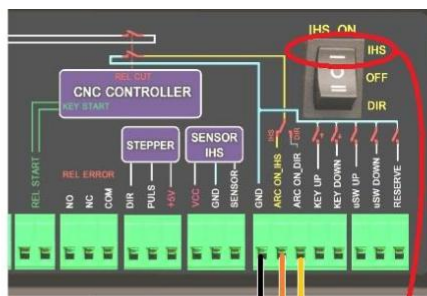 IHS ON
IHS
OFF
DIR
REL CUT
CNC CONTROLLER
KEY START
STEPPER
SENSOR
IHS
IHS
DIR
REL START
REL ERROR
NO
NC
COM
DIR
PULS
+5V
VCC
GND
SENSOR
GND
ARC ON_IHS
ARC ON_DIR
KEY UP
KEY DOWN
uSW UP
uSW DOWN
RESERVE